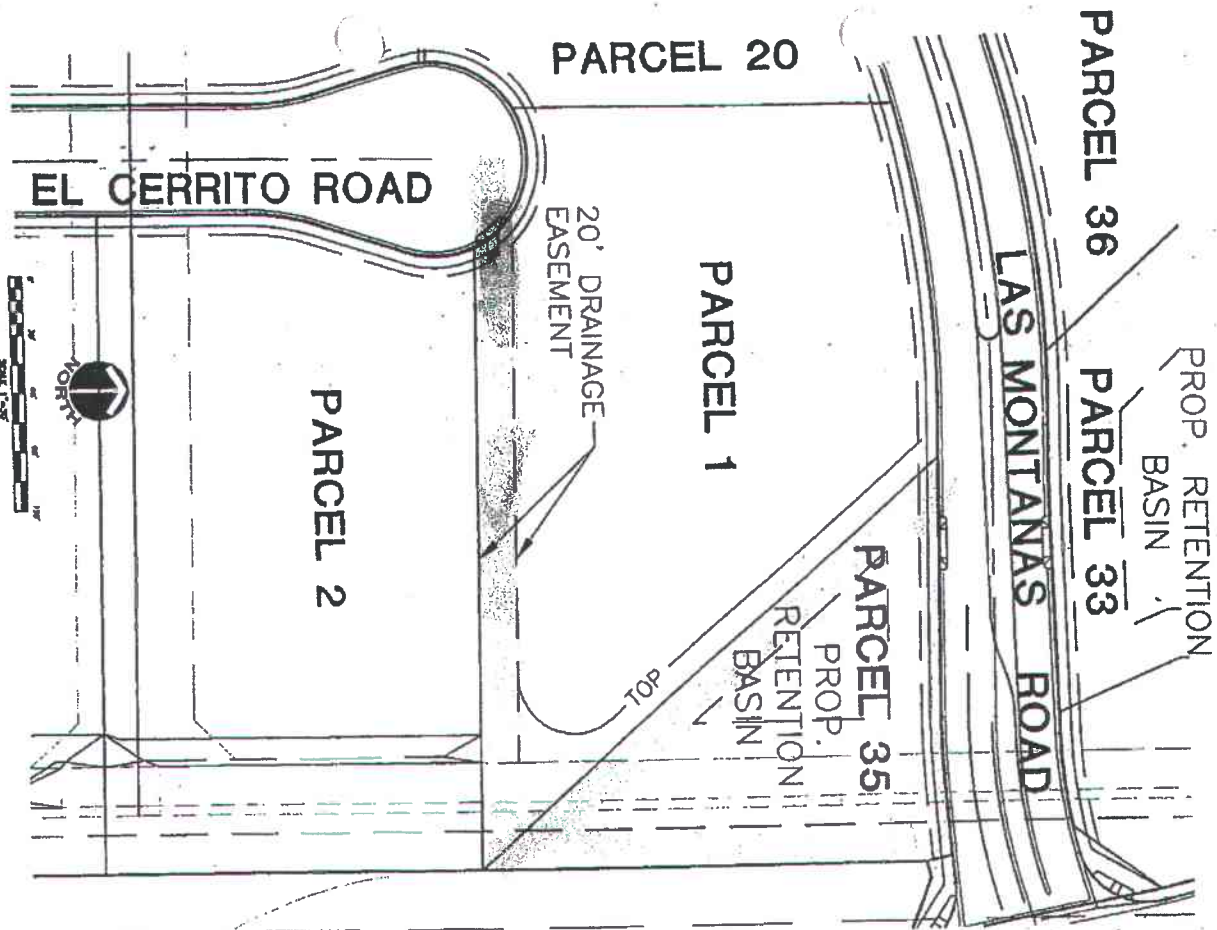 PARCEL 20
PARCEL 36
EL CERRITO ROAD
20' DRAINAGE
EASEMENT
PARCEL 1
LAS MONTANAS ROAD
PROP. RETENTION
BASIN
PARCEL 33
PARCEL 2
NORTH
PARCEL 35
PROP.
RETENTION
BASIN
TOP